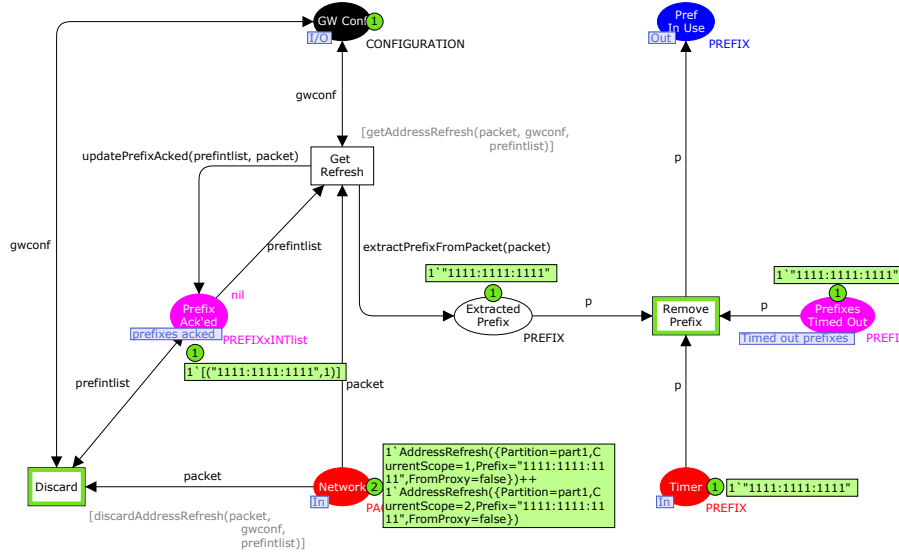 GW Conf
1
I/O
CONFIGURATION
Pref
In Use
Out
PREFIX
gwconf
[getAddressRefresh(packet, gwconf,
prefintlist)]
updatePrefixAcked(prefintlist, packet)
Get
Refresh
p
gwconf
prefintlist
extractPrefixFromPacket(packet)
1`"1111:1111:1111"
1
Extracted
Prefix
PREFIX
p
Remove
Prefix
p
1`"1111:1111:1111"
1
Prefixes
Timed Out
Timed out prefixes
PREFI
nil
Prefix
Ack'ed
prefixes acked
PREFIXxINTlist
1
1`[("1111:1111:1111",1)]
prefintlist
packet
p
Discard
packet
[discardAddressRefresh(packet,
gwconf,
prefintlist)]
Network
2
In
1`AddressRefresh({Partition=part1,C
urrentScope=1,Prefix="1111:1111:11
11",FromProxy=false})++
1`AddressRefresh({Partition=part1,C
urrentScope=2,Prefix="1111:1111:11
11",FromProxy=false})
Timer
1
In
PREFIX
1`"1111:1111:1111"